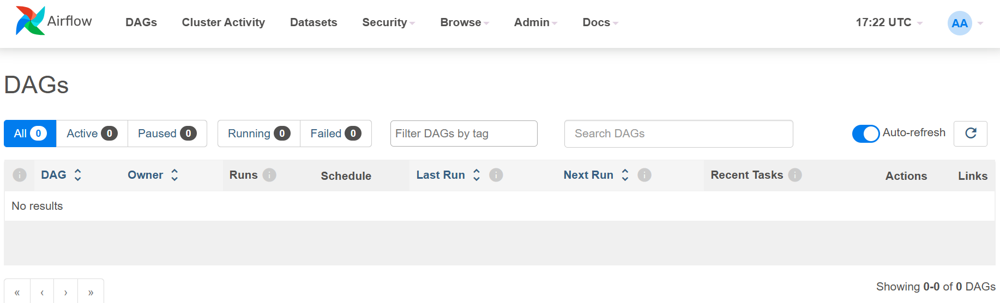 Airflow DAGs Cluster Activity Datasets Security Browse Admin Docs 17:22 UTC AA
DAGs
All 0 Active 0 Paused 0 Running 0 Failed 0 Filter DAGs by tag Search DAGs Auto-refresh
i DAG Owner Runs i Schedule Last Run i Next Run i Recent Tasks i Actions Links
No results
« ‹ › » Showing 0-0 of 0 DAGs